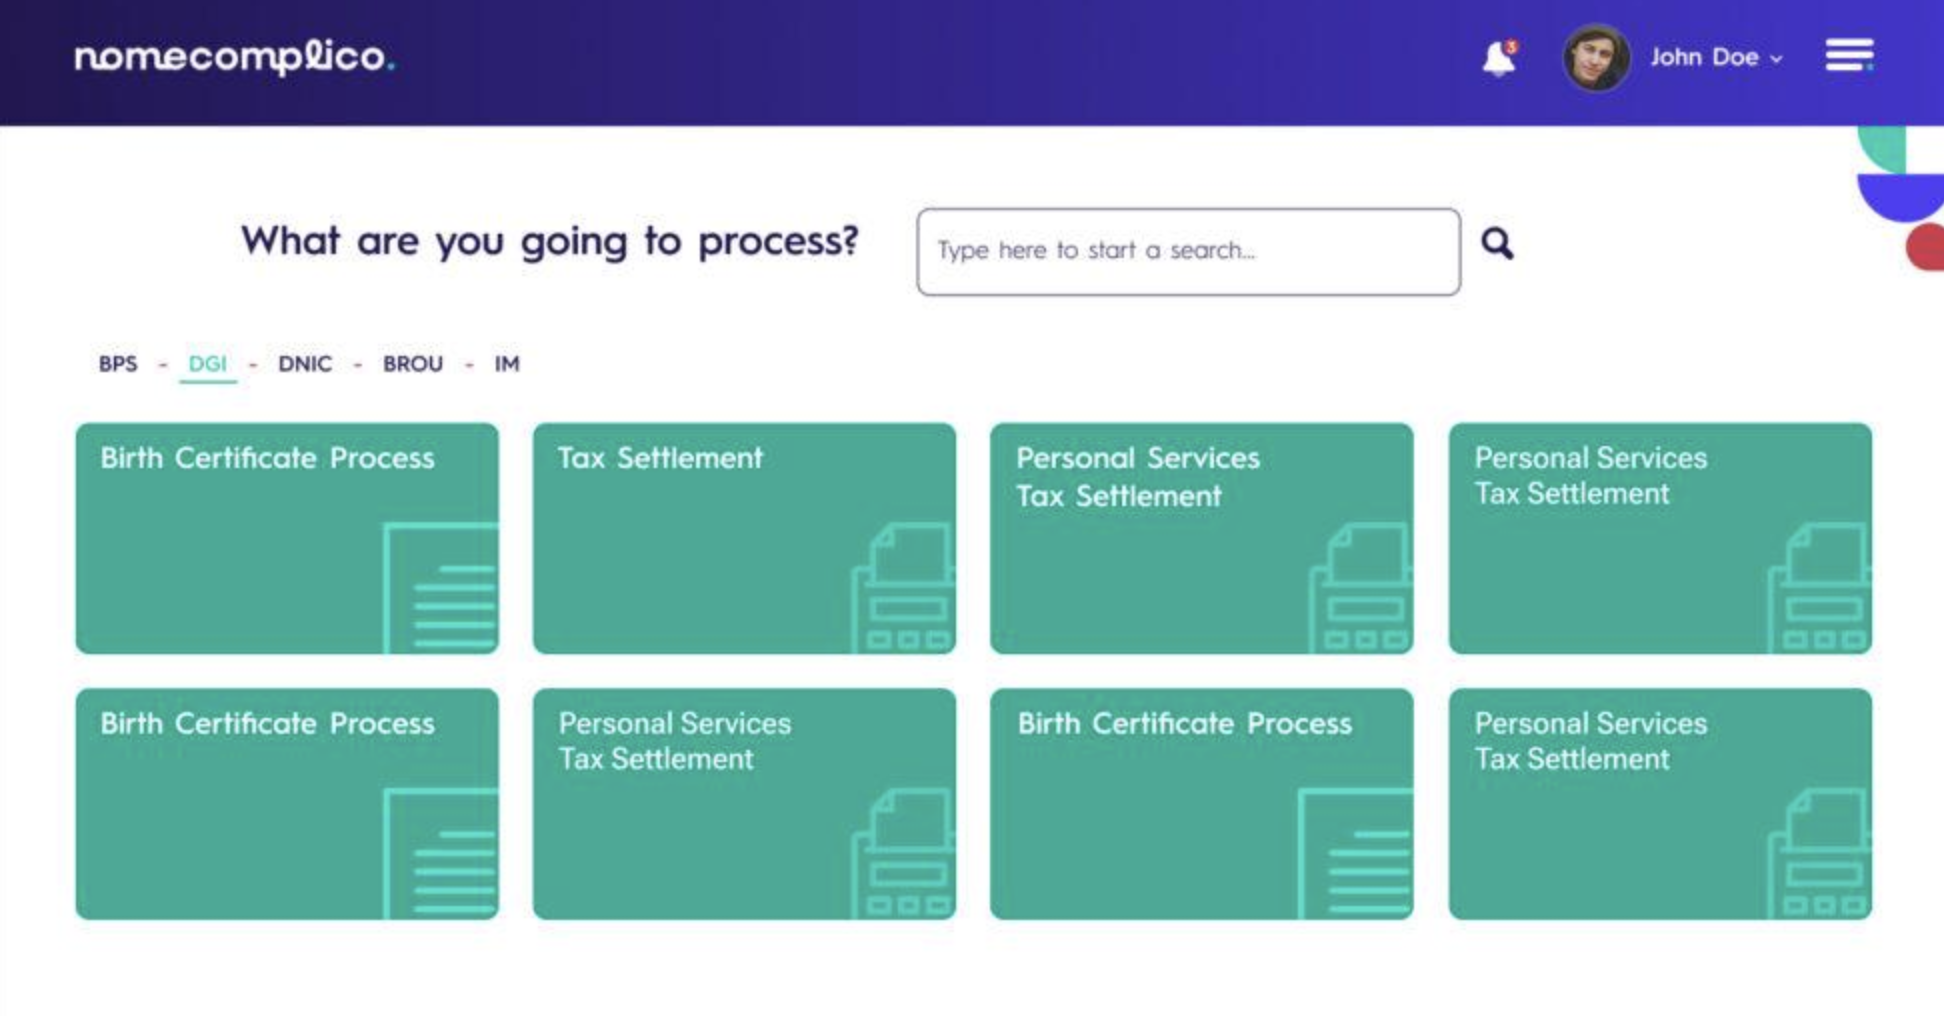 nomecomplico.
3
John Doe
What are you going to process?
Type here to start a search...
BPS - DGI - DNIC - BROU - IM
Birth Certificate Process
Tax Settlement
Personal Services
Tax Settlement
Personal Services
Tax Settlement
Birth Certificate Process
Personal Services
Tax Settlement
Birth Certificate Process
Personal Services
Tax Settlement